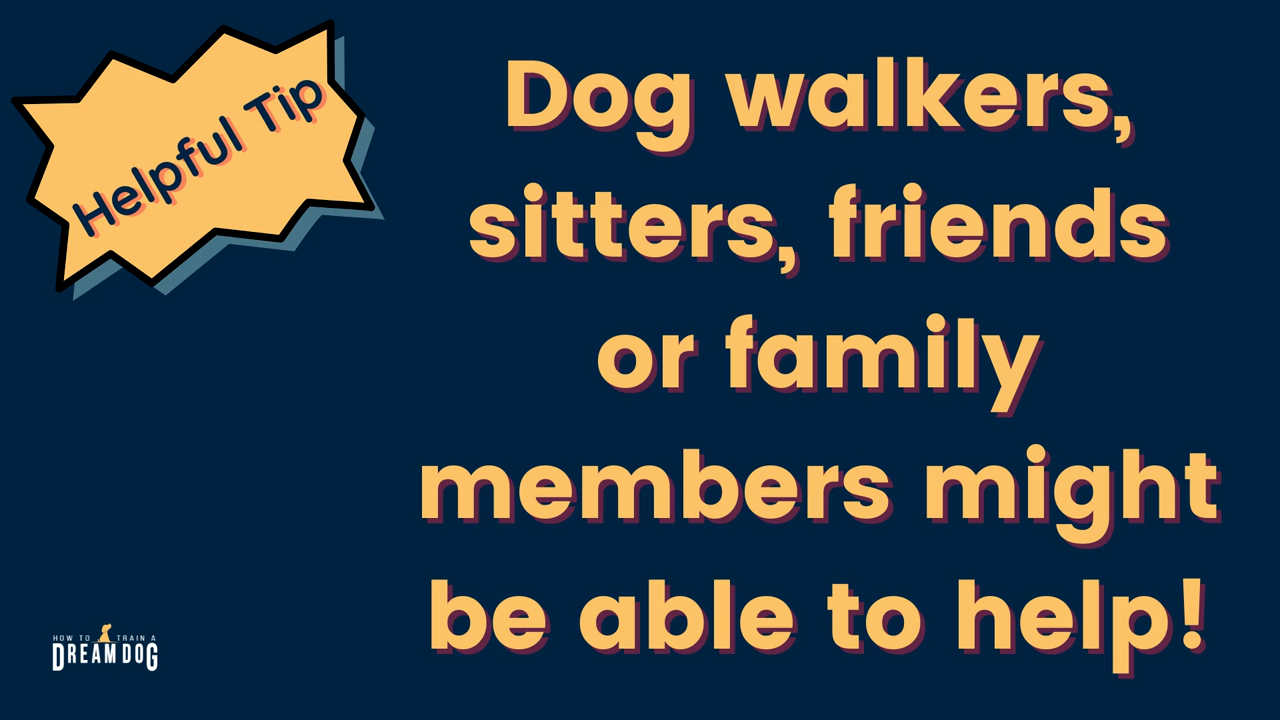 Helpful Tip
Dog walkers,
sitters, friends
or family
members might
be able to help!
HOW TO TRAIN A
DREAM DOG